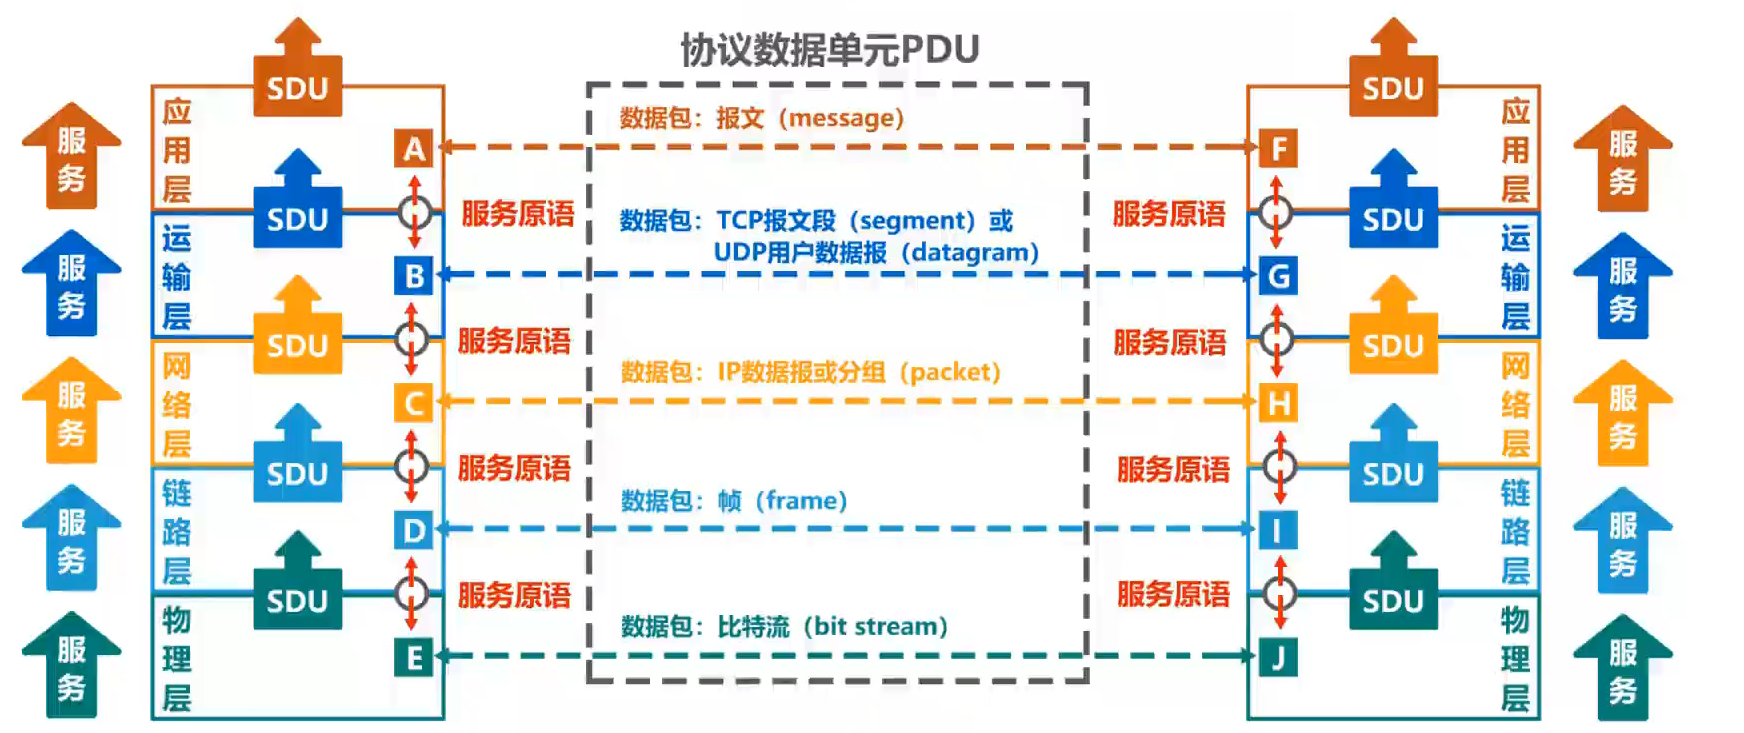 协议数据单元PDU
服务
服务
服务
服务
服务
应用层
运输层
网络层
链路层
物理层
SDU
SDU
SDU
SDU
SDU
A
B
C
D
E
服务原语
服务原语
服务原语
服务原语
数据包：报文（message）
数据包：TCP报文段（segment）或
UDP用户数据报（datagram）
数据包：IP数据报或分组（packet）
数据包：帧（frame）
数据包：比特流（bit stream）
服务原语
服务原语
服务原语
服务原语
F
G
H
I
J
SDU
SDU
SDU
SDU
SDU
应用层
运输层
网络层
链路层
物理层
服务
服务
服务
服务
服务